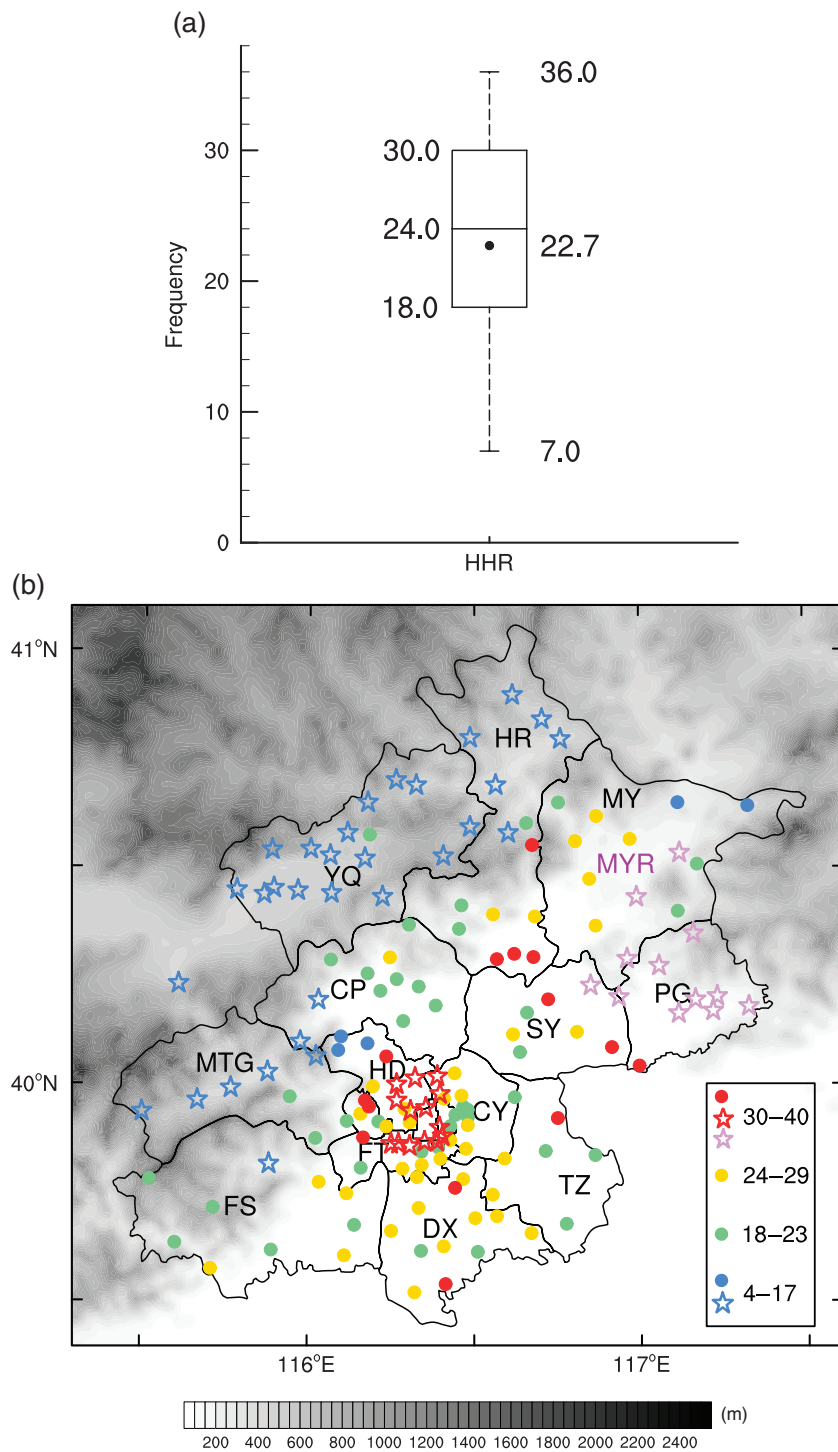 (a)
36.0
30.0
30
24.0
22.7
20
18.0
10
7.0
0
Frequency
HHR
(b)
41°N
HR
MY
MYR
YQ
CP
PG
SY
MTG
HD
40°N
CY
FT
TZ
FS
DX
30–40
24–29
18–23
4–17
116°E
117°E
(m)
200 400 600 800 1000 1200 1400 1600 1800 2000 2200 2400